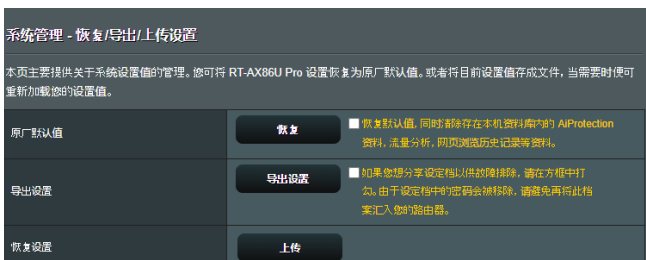 系统管理 - 恢复/导出/上传设置
本页主要提供关于系统设置值的管理。您可将 RT-AX86U Pro 设置恢复为原厂默认值。或者将目前设置值存成文件，当需要时便可
重新加载您的设置值。
原厂默认值
恢复
恢复默认值, 同时清除存在本机资料库内的 AiProtection
资料, 流量分析, 网页浏览历史记录等资料。
导出设置
导出设置
如果您想分享设定档以供故障排除, 请在方框中打
勾。由于设定档中的密码会被移除, 请避免再将此档
案汇入您的路由器。
恢复设置
上传